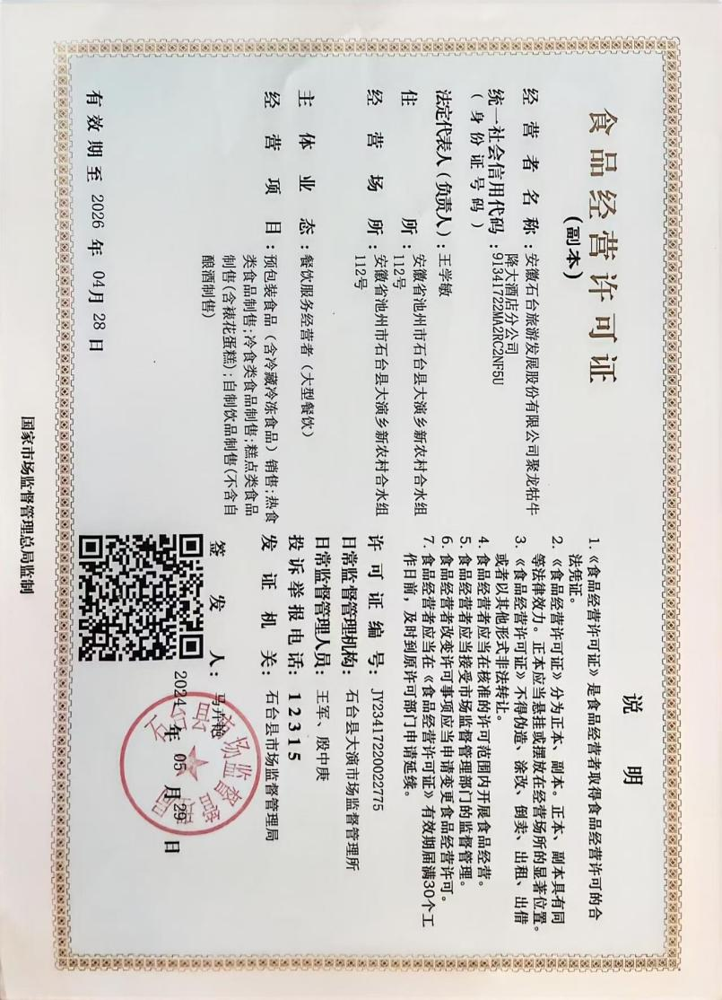 食品经营许可证
(副本)
经营者名称：安徽石台旅游发展股份有限公司聚龙牯牛
降大酒店分公司
统一社会信用代码：91341722MA2RC2NF5U
(身份证号码)
法定代表人(负责人)：王学敏
住所：安徽省池州市石台县大演乡新农村合水组
112号
经营场所：安徽省池州市石台县大演乡新农村合水组
112号
主体业态：餐饮服务经营者（大型餐饮）
经营项目：预包装食品（含冷藏冷冻食品）销售;热食
类食品制售;冷食类食品制售;糕点类食品
制售(含裱花蛋糕);自制饮品制售(不含自
酿酒制售)
有效期至2026年04月28日
说明
1.《食品经营许可证》是食品经营者取得食品经营许可的合
法凭证。
2.《食品经营许可证》分为正本、副本。正本、副本具有同
等法律效力。正本应当悬挂或摆放在经营场所的显著位置。
3.《食品经营许可证》不得伪造、涂改、倒卖、出租、出借
或者以其他形式非法转让。
4.食品经营者应当在核准的许可范围内开展食品经营。
5.食品经营者应当接受市场监督管理部门的监督管理。
6.食品经营者改变许可事项应当申请变更食品经营许可。
7.食品经营者应当在《食品经营许可证》有效期届满30个工
作日前，及时到原许可部门申请延续。
许可证编号：JY23417220022775
日常监督管理机构：石台县大演市场监督管理所
日常监督管理人员：王军、殷中庚
投诉举报电话：12315
发证机关：石台县市场监督管理局
签发人：马卉艳
2024年05月29日
国家市场监督管理总局监制